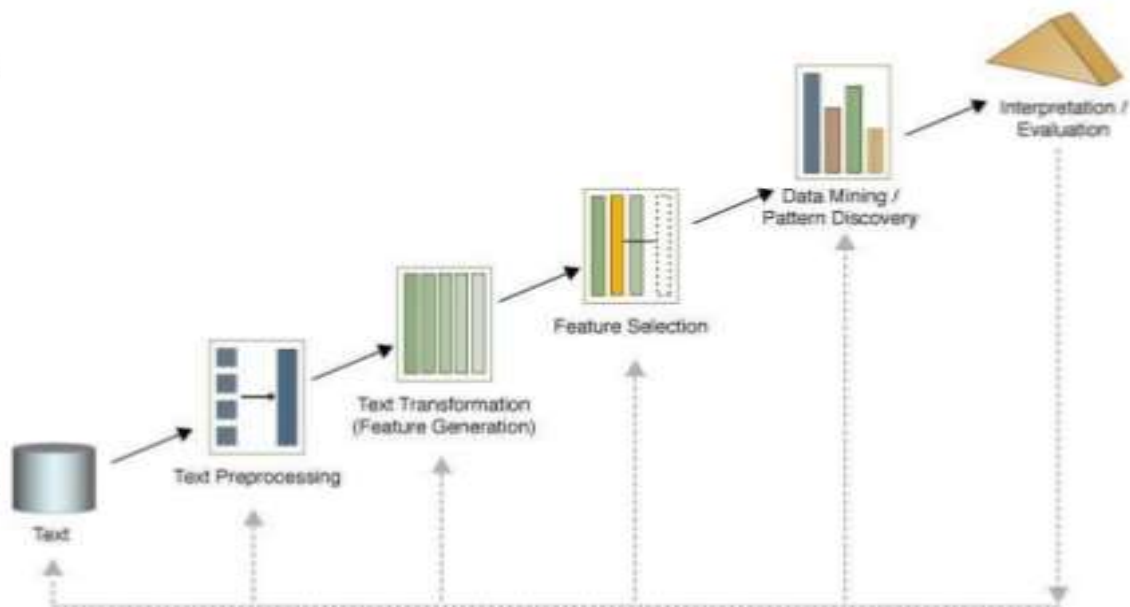 Text
Text Preprocessing
Text Transformation
(Feature Generation)
Feature Selection
Data Mining /
Pattern Discovery
Interpretation /
Evaluation